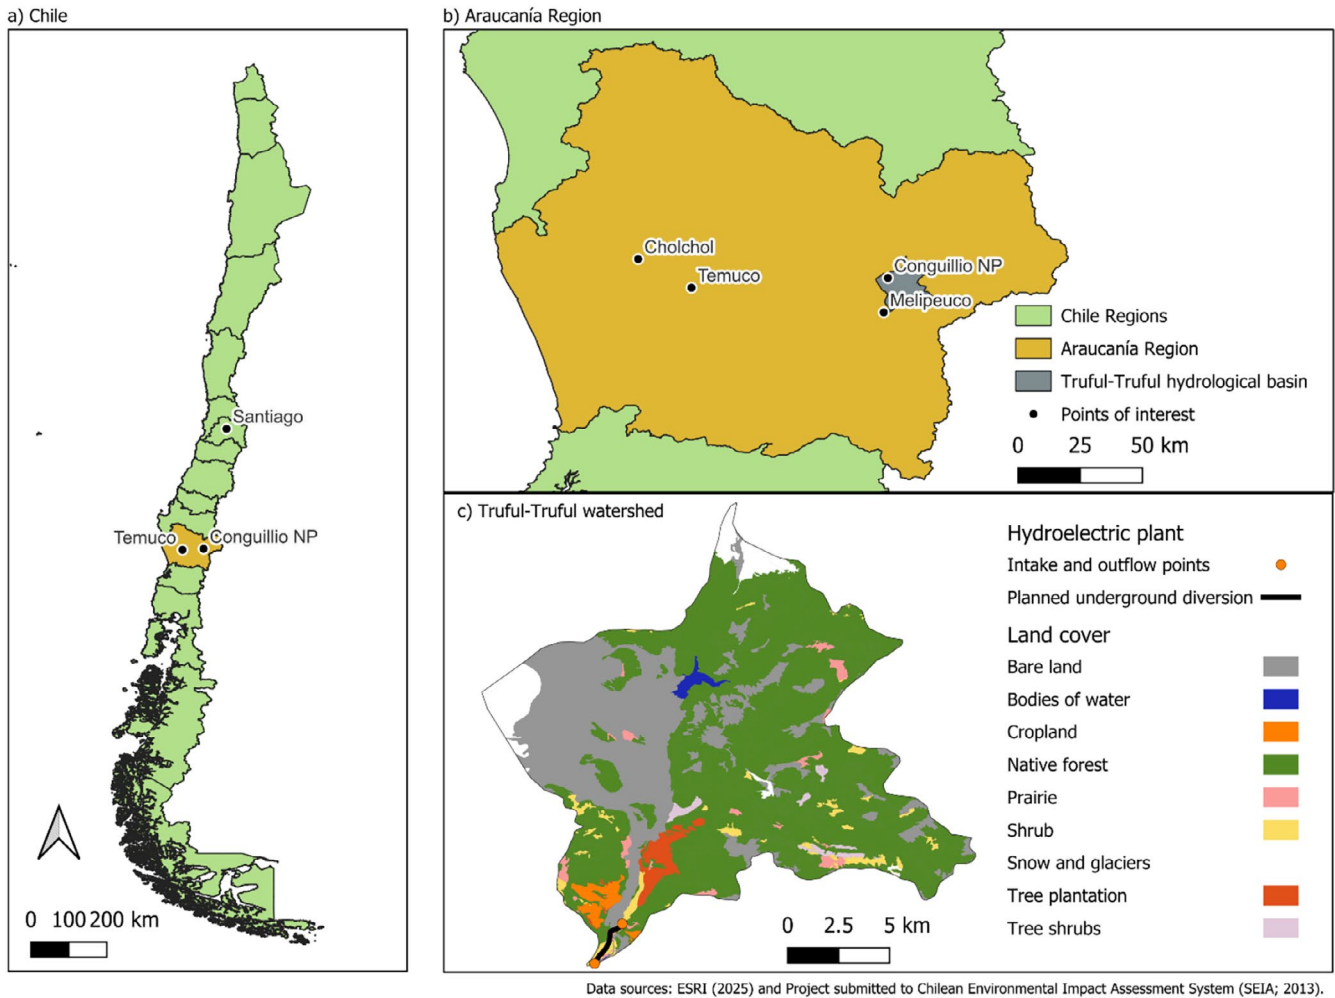 a) Chile
Santiago
Temuco
Conguillio NP
0 100 200 km
b) Araucanía Region
Cholchol
Temuco
Conguillio NP
Melipeuco
Chile Regions
Araucanía Region
Truful-Truful hydrological basin
Points of interest
0 25 50 km
c) Truful-Truful watershed
0 2.5 5 km
Hydroelectric plant
Intake and outflow points
Planned underground diversion
Land cover
Bare land
Bodies of water
Cropland
Native forest
Prairie
Shrub
Snow and glaciers
Tree plantation
Tree shrubs
Data sources: ESRI (2025) and Project submitted to Chilean Environmental Impact Assessment System (SEIA; 2013).